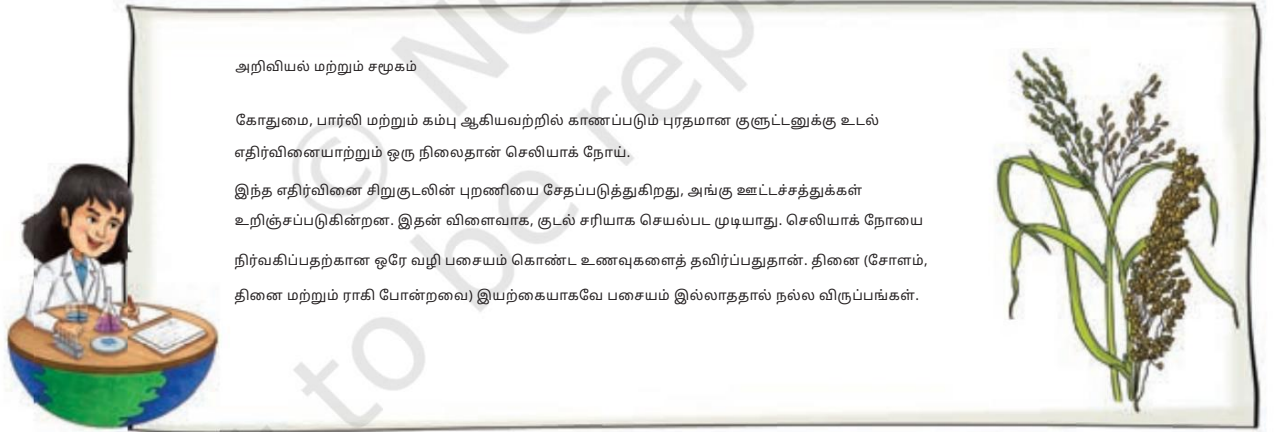 அறிவியல் மற்றும் சமூகம்
கோதுமை, பார்லி மற்றும் கம்பு ஆகியவற்றில் காணப்படும் புரதமான குளுட்டனுக்கு உடல்
எதிர்வினையாற்றும் ஒரு நிலைதான் செலியாக் நோய்.
இந்த எதிர்வினை சிறுகுடலின் புறணியை சேதப்படுத்துகிறது, அங்கு ஊட்டச்சத்துக்கள்
உறிஞ்சப்படுகின்றன. இதன் விளைவாக, குடல் சரியாக செயல்பட முடியாது. செலியாக் நோயை
நிர்வகிப்பதற்கான ஒரே வழி பசையம் கொண்ட உணவுகளைத் தவிர்ப்பதுதான். தினை (சோளம்,
தினை மற்றும் ராகி போன்றவை) இயற்கையாகவே பசையம் இல்லாததால் நல்ல விருப்பங்கள்.
© N
to be rep